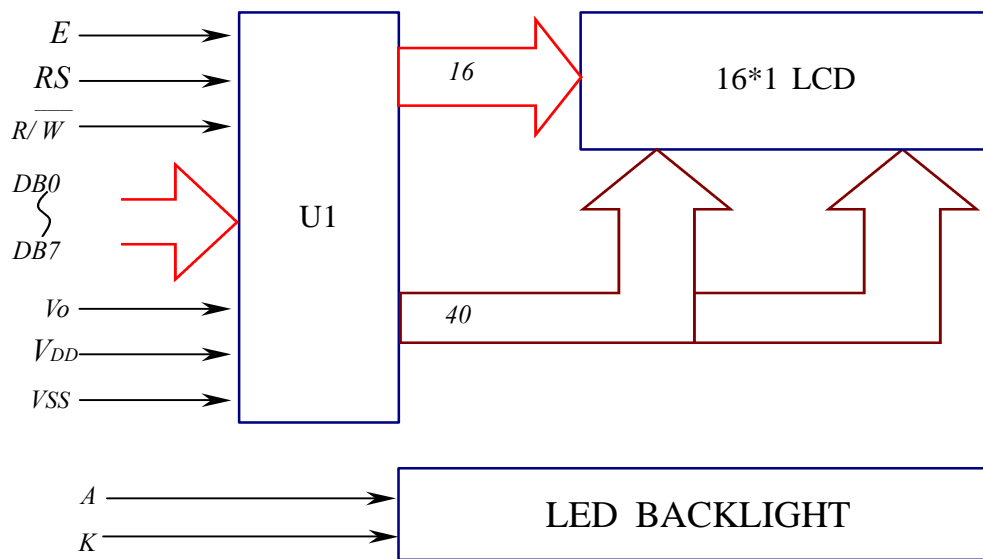 E
RS
R/W̅
DB0
DB7
Vo
VDD
VSS
U1
16
40
16*1 LCD
A
K
LED BACKLIGHT